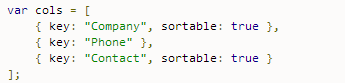 var cols = [
    { key: "Company", sortable: true },
    { key: "Phone" },
    { key: "Contact", sortable: true }
];